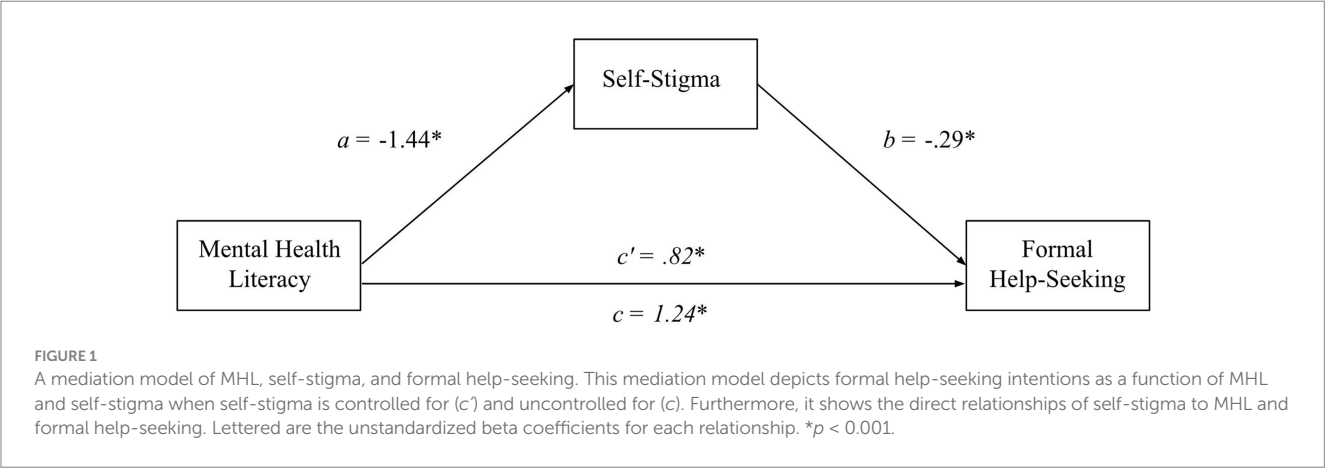 Self-Stigma
a = -1.44*
b = -.29*
Mental Health
Literacy
c′ = .82*
c = 1.24*
Formal
Help-Seeking
FIGURE 1
A mediation model of MHL, self-stigma, and formal help-seeking. This mediation model depicts formal help-seeking intentions as a function of MHL
and self-stigma when self-stigma is controlled for (c′) and uncontrolled for (c). Furthermore, it shows the direct relationships of self-stigma to MHL and
formal help-seeking. Lettered are the unstandardized beta coefficients for each relationship. *p < 0.001.